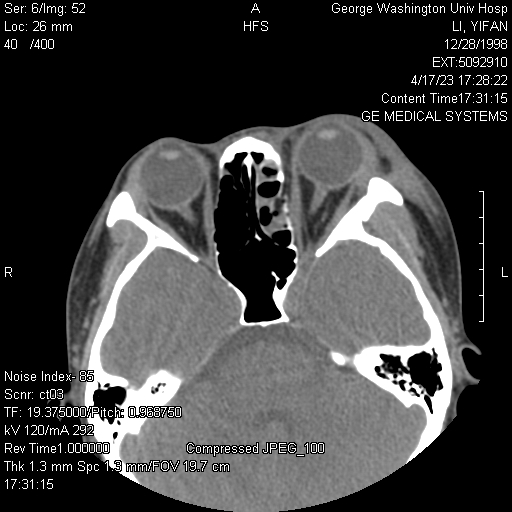 Ser: 6/Img: 52
Loc: 26 mm
40 /400
A
HFS
George Washington Univ Hosp
LI, YIFAN
12/28/1998
EXT:5092910
4/17/23 17:28:22
Content Time17:31:15
GE MEDICAL SYSTEMS
R
L
Noise Index- 85
Scnr: ct03
TF: 19.375000/Pitch: 0.968750
kV 120/mA 292
Rev Time1.000000
Compressed JPEG_100
Thk 1.3 mm Spc 1.3 mm/FOV 19.7 cm
17:31:15